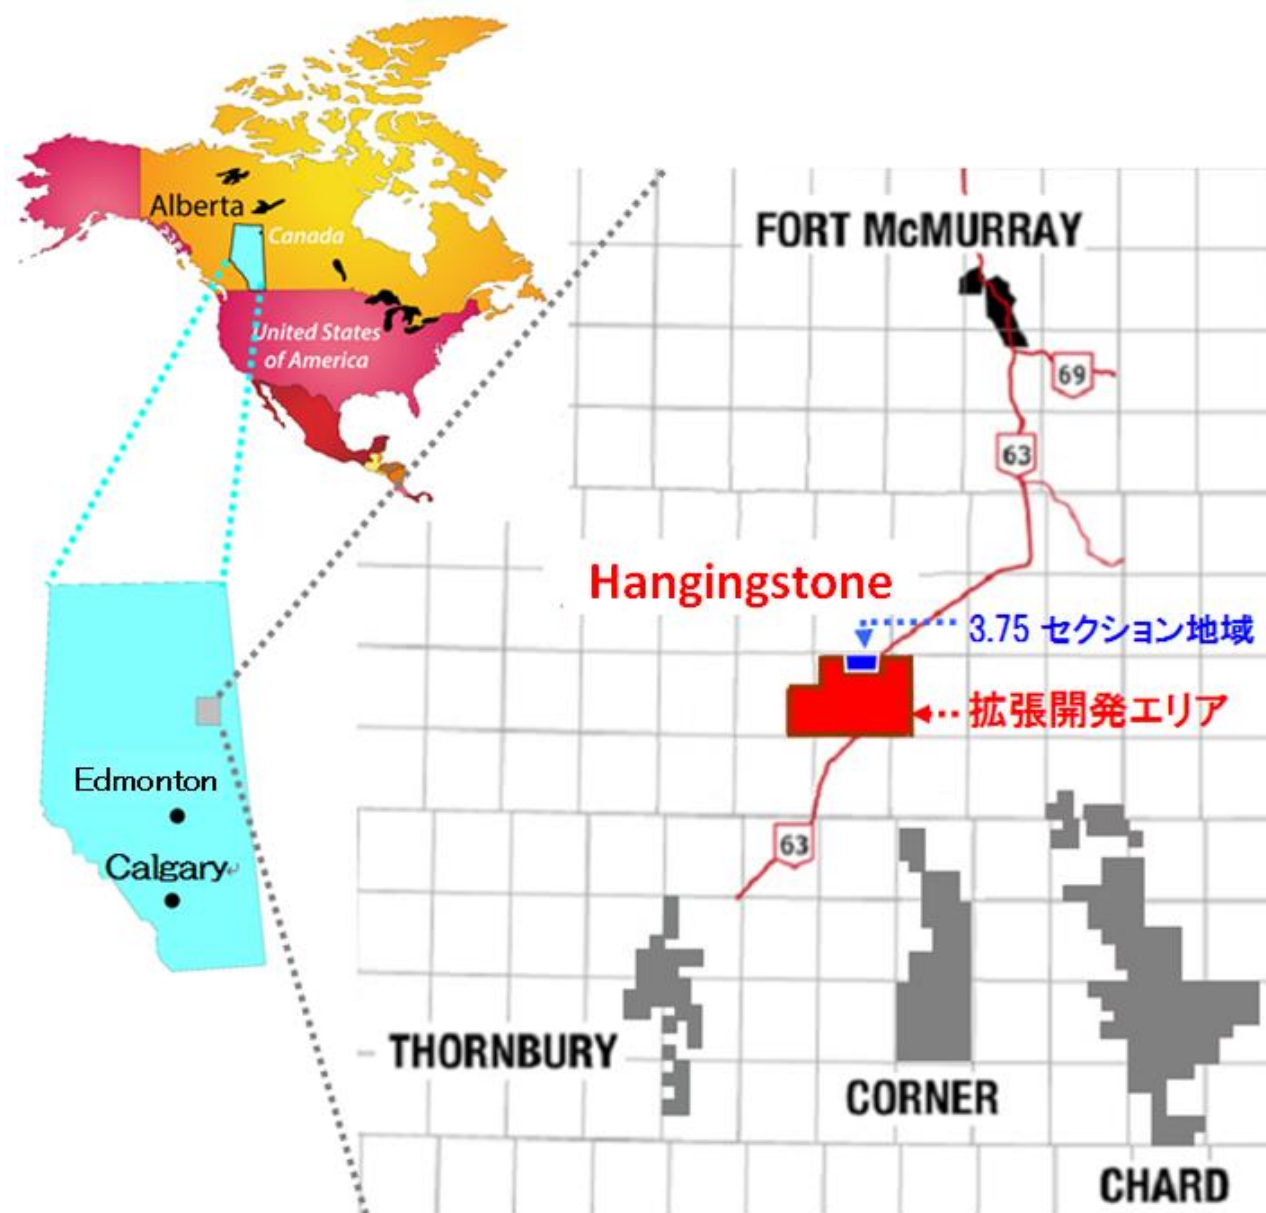 Alberta
Canada
United States
of America
FORT McMURRAY
69
63
Hangingstone
3.75 セクション地域
拡張開発エリア
Edmonton
Calgary
63
THORNBURY
CORNER
CHARD